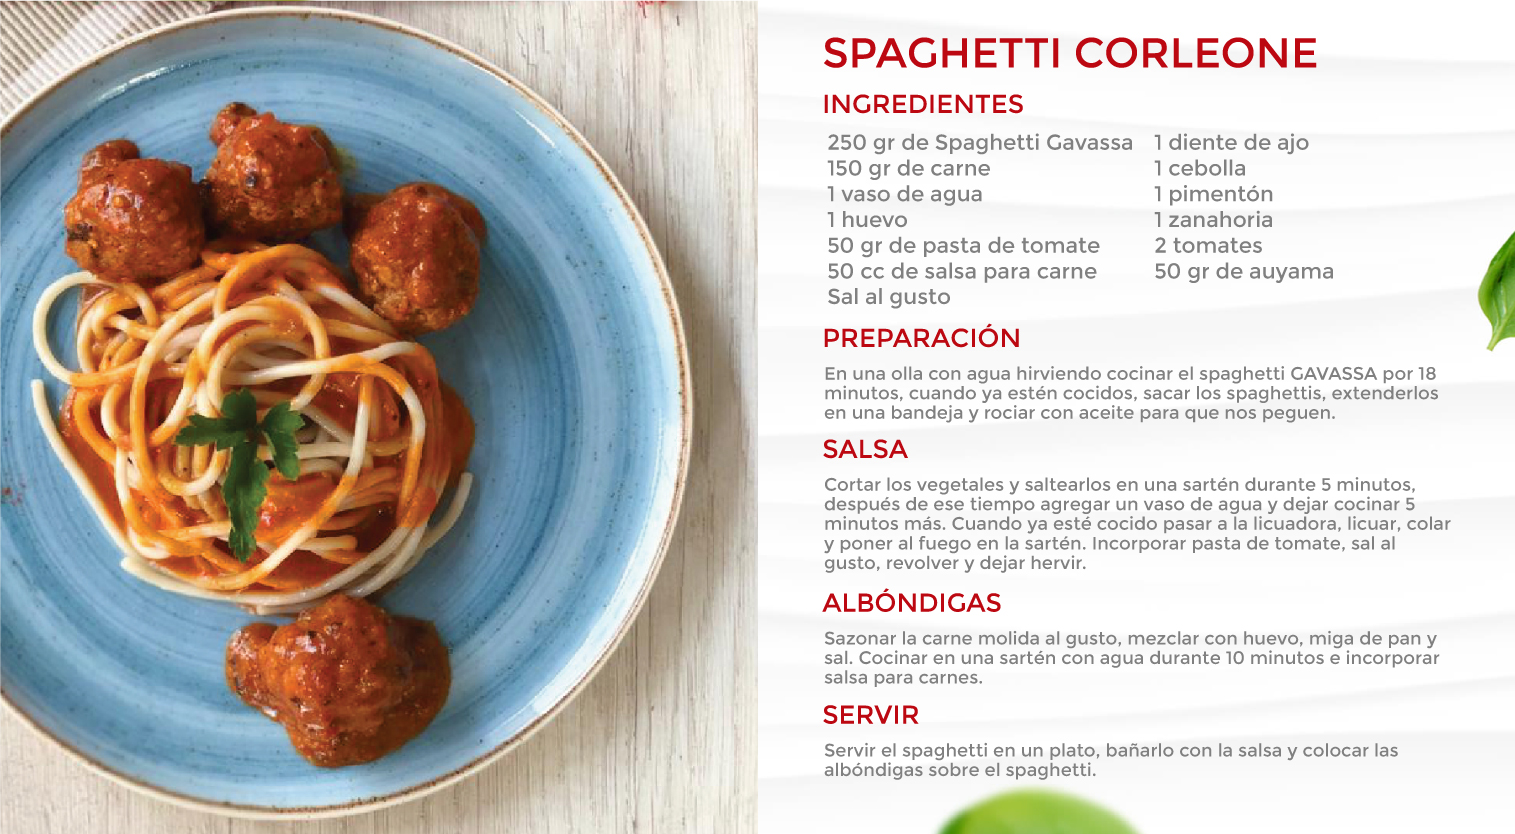 SPAGHETTI CORLEONE
INGREDIENTES
250 gr de Spaghetti Gavassa
150 gr de carne
1 vaso de agua
1 huevo
50 gr de pasta de tomate
50 cc de salsa para carne
Sal al gusto
1 diente de ajo
1 cebolla
1 pimentón
1 zanahoria
2 tomates
50 gr de auyama
PREPARACIÓN
En una olla con agua hirviendo cocinar el spaghetti GAVASSA por 18
minutos, cuando ya estén cocidos, sacar los spaghettis, extenderlos
en una bandeja y rociar con aceite para que nos peguen.
SALSA
Cortar los vegetales y saltearlos en una sartén durante 5 minutos,
después de ese tiempo agregar un vaso de agua y dejar cocinar 5
minutos más. Cuando ya esté cocido pasar a la licuadora, licuar, colar
y poner al fuego en la sartén. Incorporar pasta de tomate, sal al
gusto, revolver y dejar hervir.
ALBÓNDIGAS
Sazonar la carne molida al gusto, mezclar con huevo, miga de pan y
sal. Cocinar en una sartén con agua durante 10 minutos e incorporar
salsa para carnes.
SERVIR
Servir el spaghetti en un plato, bañarlo con la salsa y colocar las
albóndigas sobre el spaghetti.